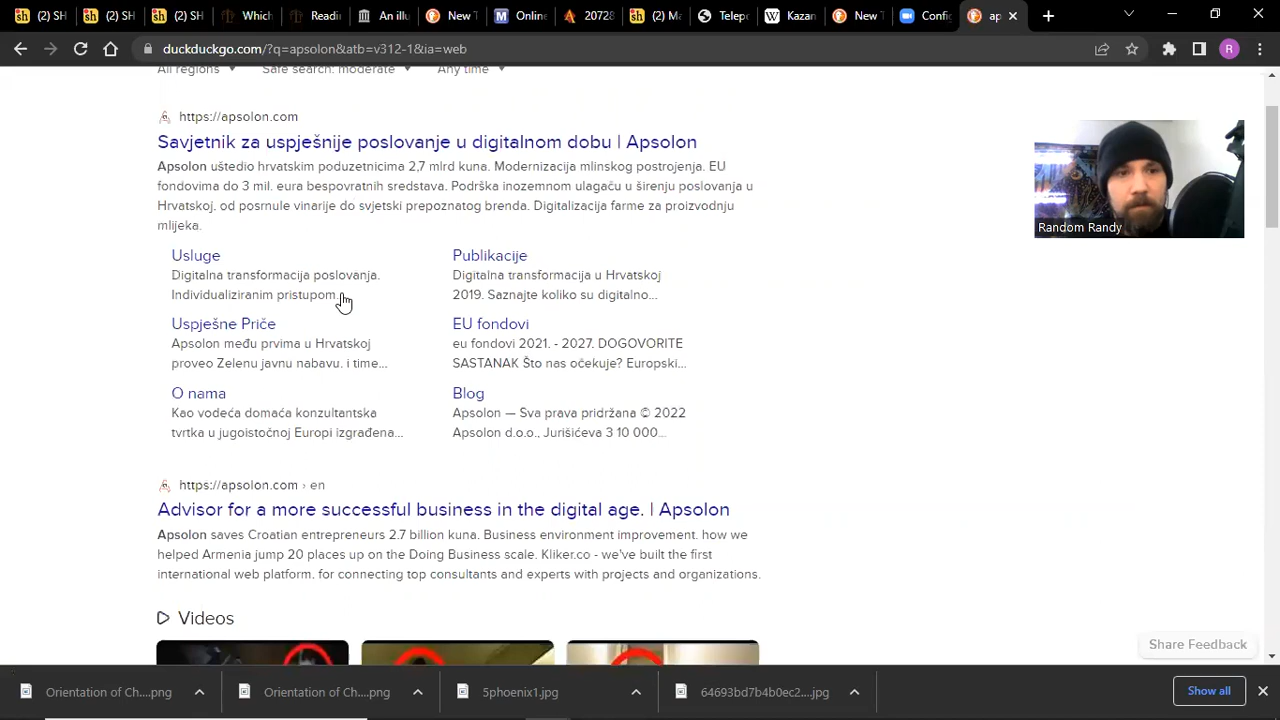 (2) SH
(2) SH
(2) SH
Which
Readin
An illu
New T
Online
20728
(2) Ma
Telepo
Kazan
New T
Config
ap
duckduckgo.com/?q=apsolon&atb=v312-1&ia=web
R
All regions
Safe search: moderate
Any time
https://apsolon.com
Savjetnik za uspješnije poslovanje u digitalnom dobu | Apsolon
Apsolon uštedio hrvatskim poduzetnicima 2,7 mlrd kuna. Modernizacija mlinskog postrojenja. EU
fondovima do 3 mil. eura bespovratnih sredstava. Podrška inozemnom ulagaču u širenju poslovanja u
Hrvatskoj. od posrnule vinarije do svjetski prepoznatog brenda. Digitalizacija farme za proizvodnju
mlijeka.
Usluge
Digitalna transformacija poslovanja.
Individualiziranim pristupom...
Publikacije
Digitalna transformacija u Hrvatskoj
2019. Saznajte koliko su digitalno...
Uspješne Priče
Apsolon među prvima u Hrvatskoj
proveo Zelenu javnu nabavu. i time...
EU fondovi
eu fondovi 2021. - 2027. DOGOVORITE
SASTANAK Što nas očekuje? Europski...
O nama
Kao vodeća domaća konzultantska
tvrtka u jugoistočnoj Europi izgrađena...
Blog
Apsolon — Sva prava pridržana © 2022
Apsolon d.o.o., Jurišićeva 3 10 000...
https://apsolon.com › en
Advisor for a more successful business in the digital age. | Apsolon
Apsolon saves Croatian entrepreneurs 2.7 billion kuna. Business environment improvement. how we
helped Armenia jump 20 places up on the Doing Business scale. Kliker.co - we've built the first
international web platform. for connecting top consultants and experts with projects and organizations.
Videos
Random Randy
Share Feedback
Orientation of Ch....png
Orientation of Ch....png
5phoenix1.jpg
64693bd7b4b0ec2....jpg
Show all